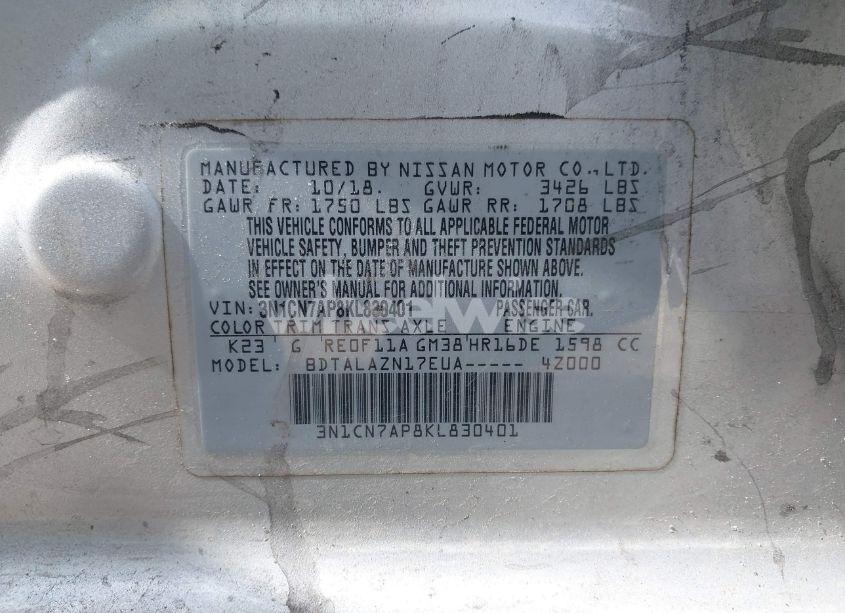 MANUFACTURED BY NISSAN MOTOR CO., LTD.
DATE: 10/18. GVWR: 3426 LBS
GAWR FR: 1750 LBS GAWR RR: 1708 LBS
THIS VEHICLE CONFORMS TO ALL APPLICABLE FEDERAL MOTOR
VEHICLE SAFETY, BUMPER AND THEFT PREVENTION STANDARDS
IN EFFECT ON THE DATE OF MANUFACTURE SHOWN ABOVE.
SEE OWNER'S MANUAL FOR ADDITIONAL INFORMATION.
VIN: 3N1CN7AP8KL830401 PASSENGER CAR.
COLOR TRIM TRANS AXLE ENGINE
K23 G RE0F11A GM38 HR16DE 1598 CC
MODEL: BDTALAZN17EUA----- 4Z000
3N1CN7AP8KL830401